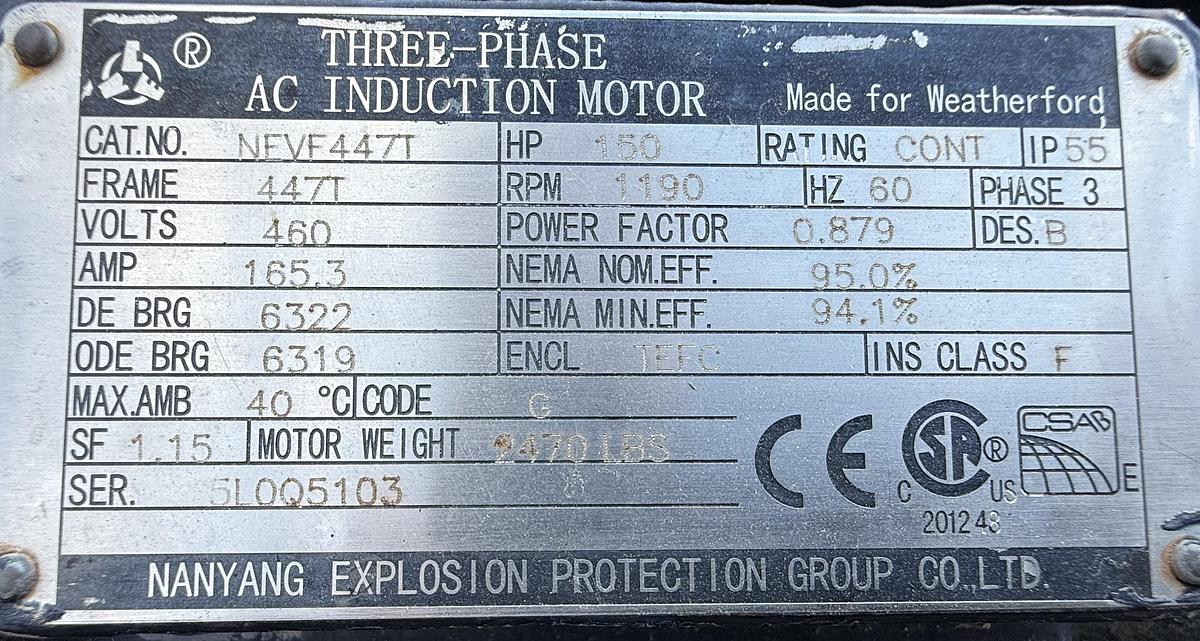 ® THREE-PHASE
AC INDUCTION MOTOR Made for Weatherford
CAT.NO. NFVF447T HP 150 RATING CONT IP55
FRAME 447T RPM 1190 HZ 60 PHASE 3
VOLTS 460 POWER FACTOR 0.879 DES.B
AMP 165.3 NEMA NOM.EFF. 95.0%
DE BRG 6322 NEMA MIN.EFF. 94.1%
ODE BRG 6319 ENCL TEFC INS CLASS F
MAX.AMB 40 °C CODE G
SF 1.15 MOTOR WEIGHT 2470 LBS
SER. 5L0Q5103
CE C SA® US CSA E
201243
NANYANG EXPLOSION PROTECTION GROUP CO.,LTD.